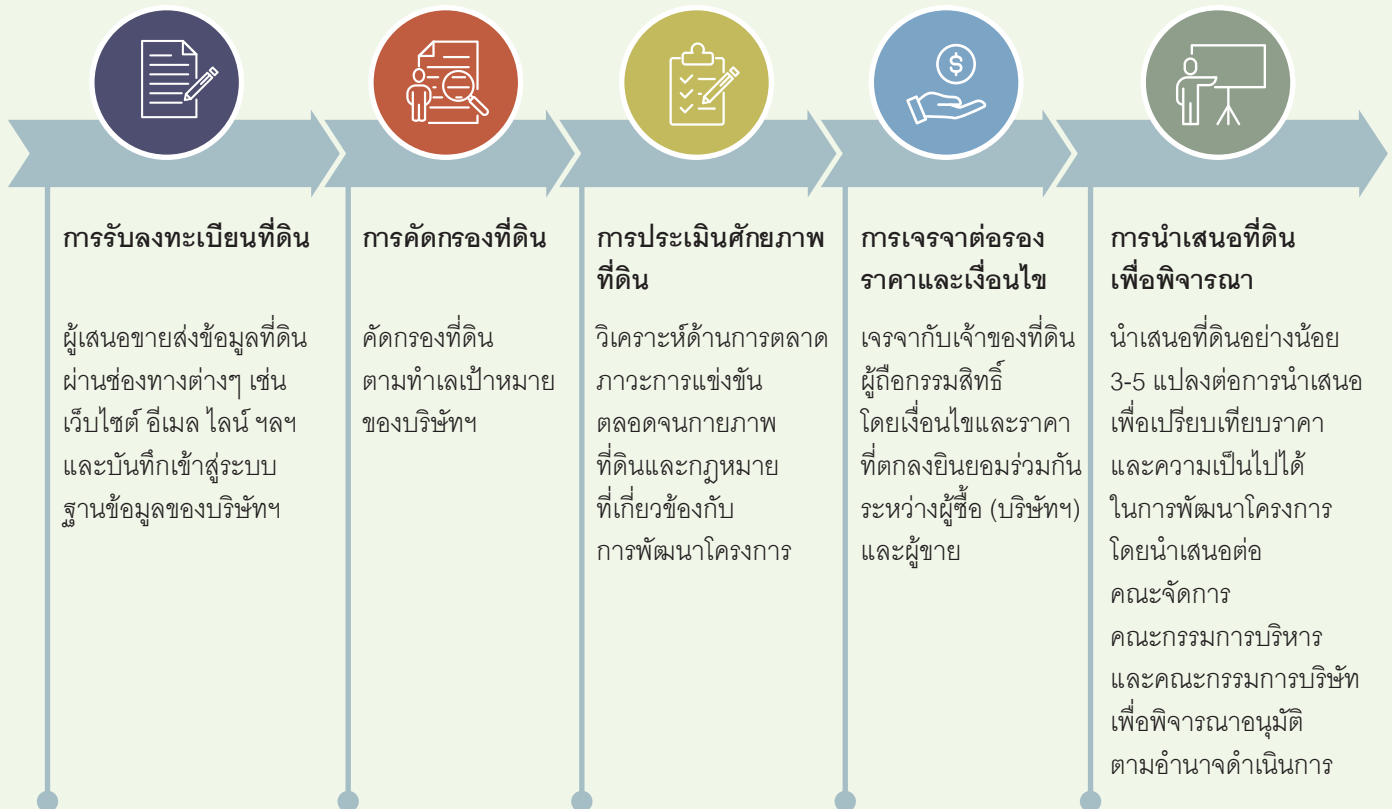 $
การรับลงทะเบียนที่ดิน
ผู้เสนอขายส่งข้อมูลที่ดิน
ผ่านช่องทางต่างๆ เช่น
เว็บไซต์ อีเมล ไลน์ ฯลฯ
และบันทึกเข้าสู่ระบบ
ฐานข้อมูลของบริษัทฯ
การคัดกรองที่ดิน
คัดกรองที่ดิน
ตามทำเลเป้าหมาย
ของบริษัทฯ
การประเมินศักยภาพ
ที่ดิน
วิเคราะห์ด้านการตลาด
ภาวะการแข่งขัน
ตลอดจนกายภาพ
ที่ดินและกฎหมาย
ที่เกี่ยวข้องกับ
การพัฒนาโครงการ
การเจรจาต่อรอง
ราคาและเงื่อนไข
เจรจากับเจ้าของที่ดิน
ผู้ถือกรรมสิทธิ์
โดยเงื่อนไขและราคา
ที่ตกลงยินยอมร่วมกัน
ระหว่างผู้ซื้อ (บริษัทฯ)
และผู้ขาย
การนำเสนอที่ดิน
เพื่อพิจารณา
นำเสนอที่ดินอย่างน้อย
3-5 แปลงต่อการนำเสนอ
เพื่อเปรียบเทียบราคา
และความเป็นไปได้
ในการพัฒนาโครงการ
โดยนำเสนอต่อ
คณะจัดการ
คณะกรรมการบริหาร
และคณะกรรมการบริษัท
เพื่อพิจารณาอนุมัติ
ตามอำนาจดำเนินการ